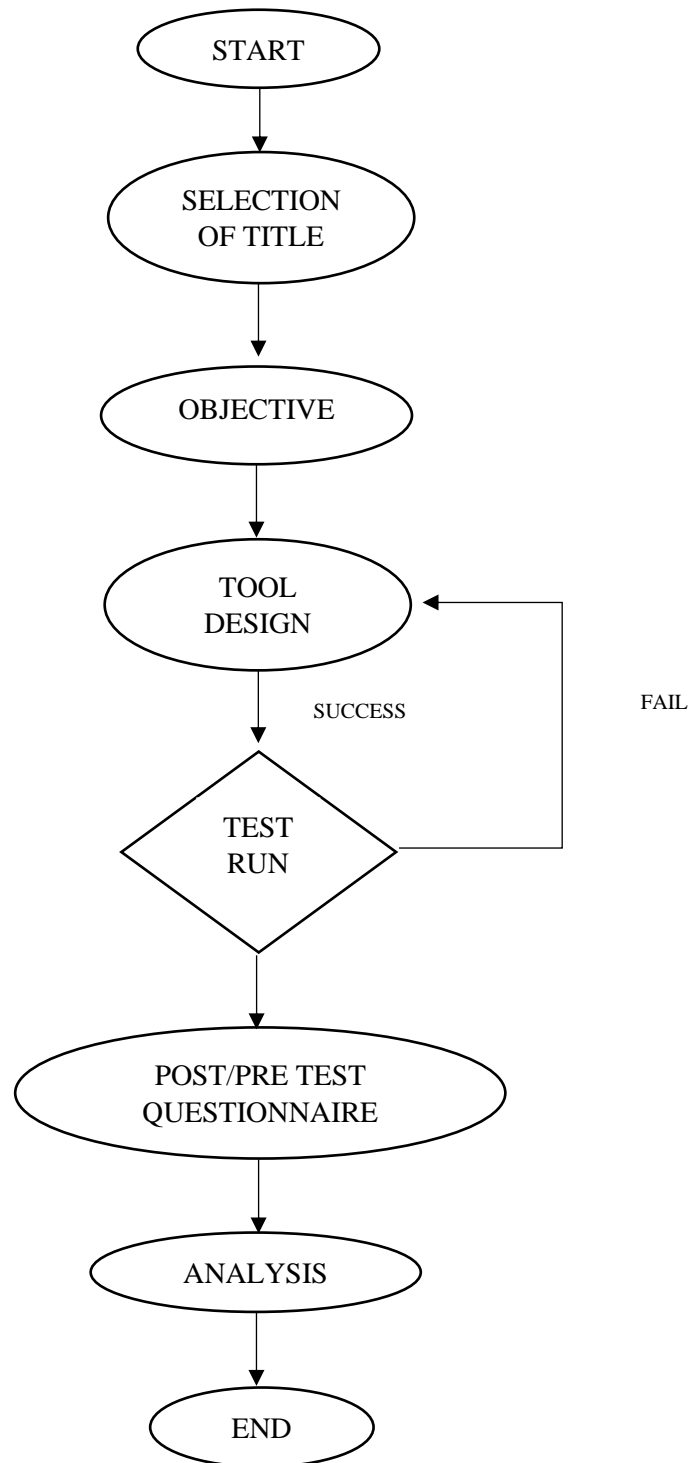 START
SELECTION
OF TITLE
OBJECTIVE
TOOL
DESIGN
SUCCESS
FAIL
TEST
RUN
POST/PRE TEST
QUESTIONNAIRE
ANALYSIS
END